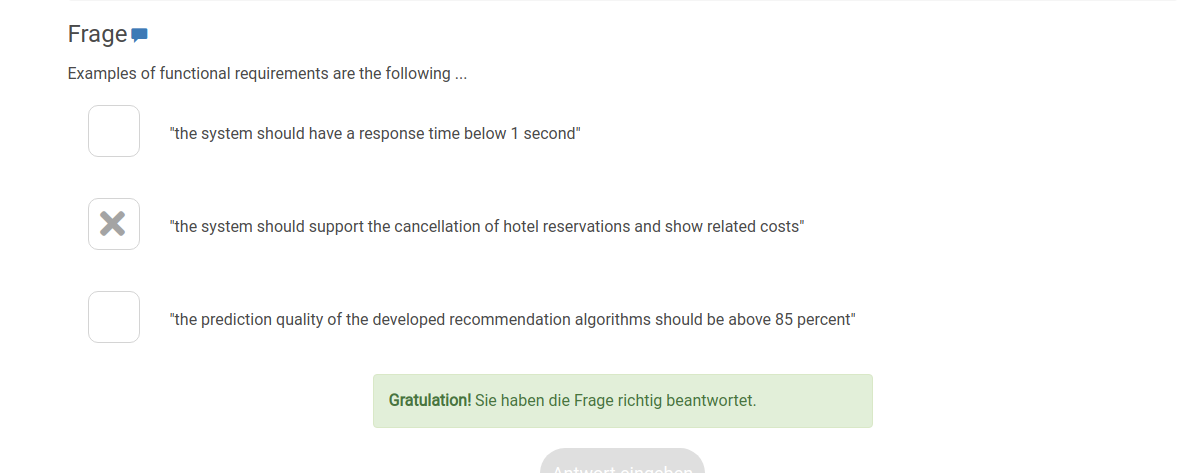 Frage
Examples of functional requirements are the following ...
"the system should have a response time below 1 second"
"the system should support the cancellation of hotel reservations and show related costs"
"the prediction quality of the developed recommendation algorithms should be above 85 percent"
Gratulation! Sie haben die Frage richtig beantwortet.
Antwort eingeben